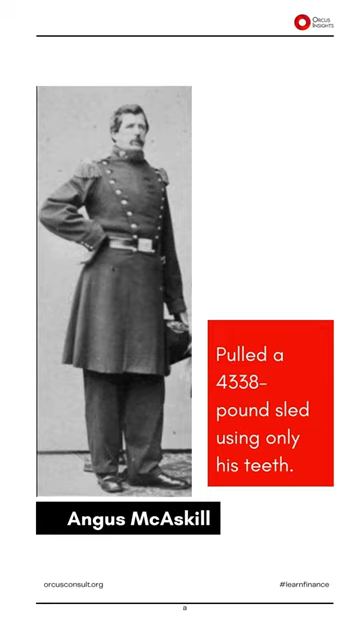 ORCUS
INSIGHTS
Pulled a
4338-
pound sled
using only
his teeth.
Angus McAskill
orcusconsult.org
#learnfinance
a